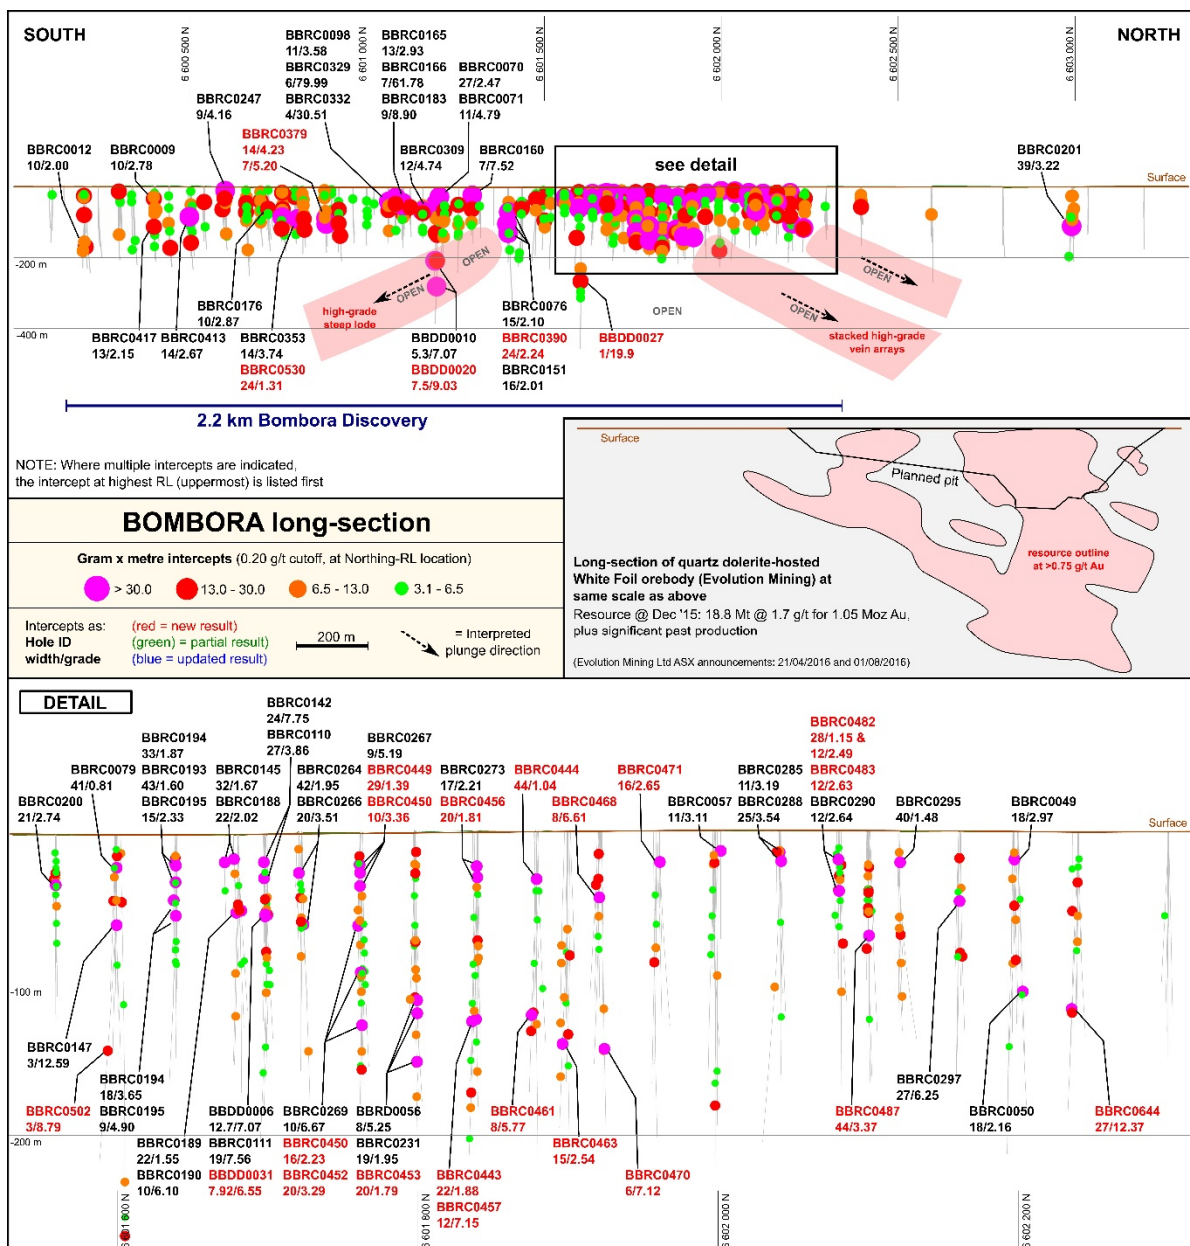 SOUTH
NORTH
6 600 500 N
6 601 000 N
6 601 500 N
6 602 000 N
6 602 500 N
6 603 000 N
BBRC0098
11/3.58
BBRC0329
6/79.99
BBRC0332
4/30.51
BBRC0165
13/2.93
BBRC0166
7/61.78
BBRC0183
9/8.90
BBRC0070
27/2.47
BBRC0071
11/4.79
BBRC0247
9/4.16
BBRC0379
14/4.23
7/5.20
BBRC0012
10/2.00
BBRC0009
10/2.78
BBRC0309
12/4.74
BBRC0160
7/7.52
see detail
BBRC0201
39/3.22
Surface
-200 m
-400 m
OPEN
OPEN
high-grade
steep lode
OPEN
OPEN
OPEN
stacked high-grade
vein arrays
BBRC0176
10/2.87
BBRC0417
13/2.15
BBRC0413
14/2.67
BBRC0353
14/3.74
BBRC0530
24/1.31
BBDD0010
5.3/7.07
BBDD0020
7.5/9.03
BBRC0076
15/2.10
BBRC0390
24/2.24
BBRC0151
16/2.01
BBDD0027
1/19.9
2.2 km Bombora Discovery
NOTE: Where multiple intercepts are indicated,
the intercept at highest RL (uppermost) is listed first
BOMBORA long-section
Gram x metre intercepts (0.20 g/t cutoff, at Northing-RL location)
> 30.0
13.0 - 30.0
6.5 - 13.0
3.1 - 6.5
Intercepts as:
Hole ID
width/grade
(red = new result)
(green) = partial result)
(blue = updated result)
200 m
= Interpreted
plunge direction
Surface
Planned pit
resource outline
at >0.75 g/t Au
Long-section of quartz dolerite-hosted
White Foil orebody (Evolution Mining) at
same scale as above
Resource @ Dec '15: 18.8 Mt @ 1.7 g/t for 1.05 Moz Au,
plus significant past production
(Evolution Mining Ltd ASX announcements: 21/04/2016 and 01/08/2016)
DETAIL
BBRC0200
21/2.74
BBRC0079
41/0.81
BBRC0194
33/1.87
BBRC0193
43/1.60
BBRC0195
15/2.33
BBRC0145
32/1.67
BBRC0188
22/2.02
BBRC0142
24/7.75
BBRC0110
27/3.86
BBRC0264
42/1.95
BBRC0266
20/3.51
BBRC0267
9/5.19
BBRC0449
29/1.39
BBRC0450
10/3.36
BBRC0273
17/2.21
BBRC0456
20/1.81
BBRC0444
44/1.04
BBRC0468
8/6.61
BBRC0471
16/2.65
BBRC0057
11/3.11
BBRC0285
11/3.19
BBRC0288
25/3.54
BBRC0482
28/1.15 &
12/2.49
BBRC0483
12/2.63
BBRC0290
12/2.64
BBRC0295
40/1.48
BBRC0049
18/2.97
Surface
-100 m
-200 m
BBRC0147
3/12.59
BBRC0502
3/8.79
BBRC0194
18/3.65
BBRC0195
9/4.90
BBRC0189
22/1.55
BBRC0190
10/6.10
BBDD0006
12.7/7.07
BBRC0111
19/7.56
BBDD0031
7.92/6.55
BBRC0269
10/6.67
BBRC0450
16/2.23
BBRC0452
20/3.29
BBRD0056
8/5.25
BBRC0231
19/1.95
BBRC0453
20/1.79
BBRC0443
22/1.88
BBRC0457
12/7.15
BBRC0461
8/5.77
BBRC0463
15/2.54
BBRC0470
6/7.12
BBRC0487
44/3.37
BBRC0297
27/6.25
BBRC0050
18/2.16
BBRC0644
27/12.37
6 601 800 N
6 602 000 N
6 602 200 N